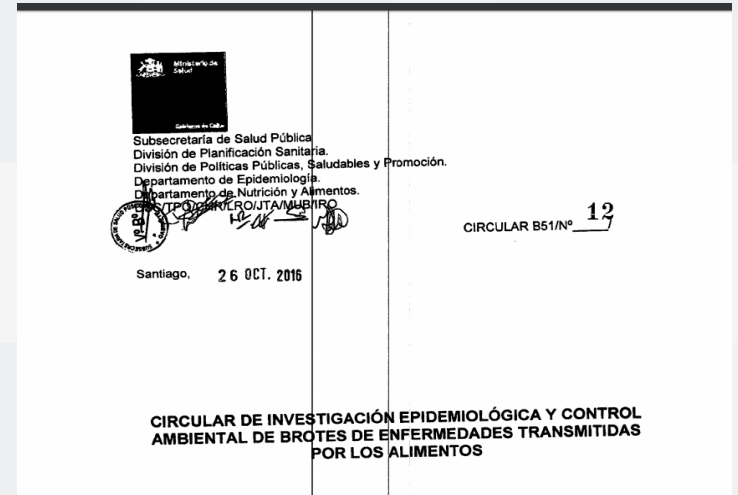 Ministerio de
Salud
Gobierno de Chile
Subsecretaría de Salud Pública
División de Planificación Sanitaria.
División de Políticas Públicas, Saludables y Promoción.
Departamento de Epidemiología.
Departamento de Nutrición y Alimentos.
CIRCULAR B51/Nº 12
Santiago, 26 OCT. 2016
CIRCULAR DE INVESTIGACIÓN EPIDEMIOLÓGICA Y CONTROL
AMBIENTAL DE BROTES DE ENFERMEDADES TRANSMITIDAS
POR LOS ALIMENTOS